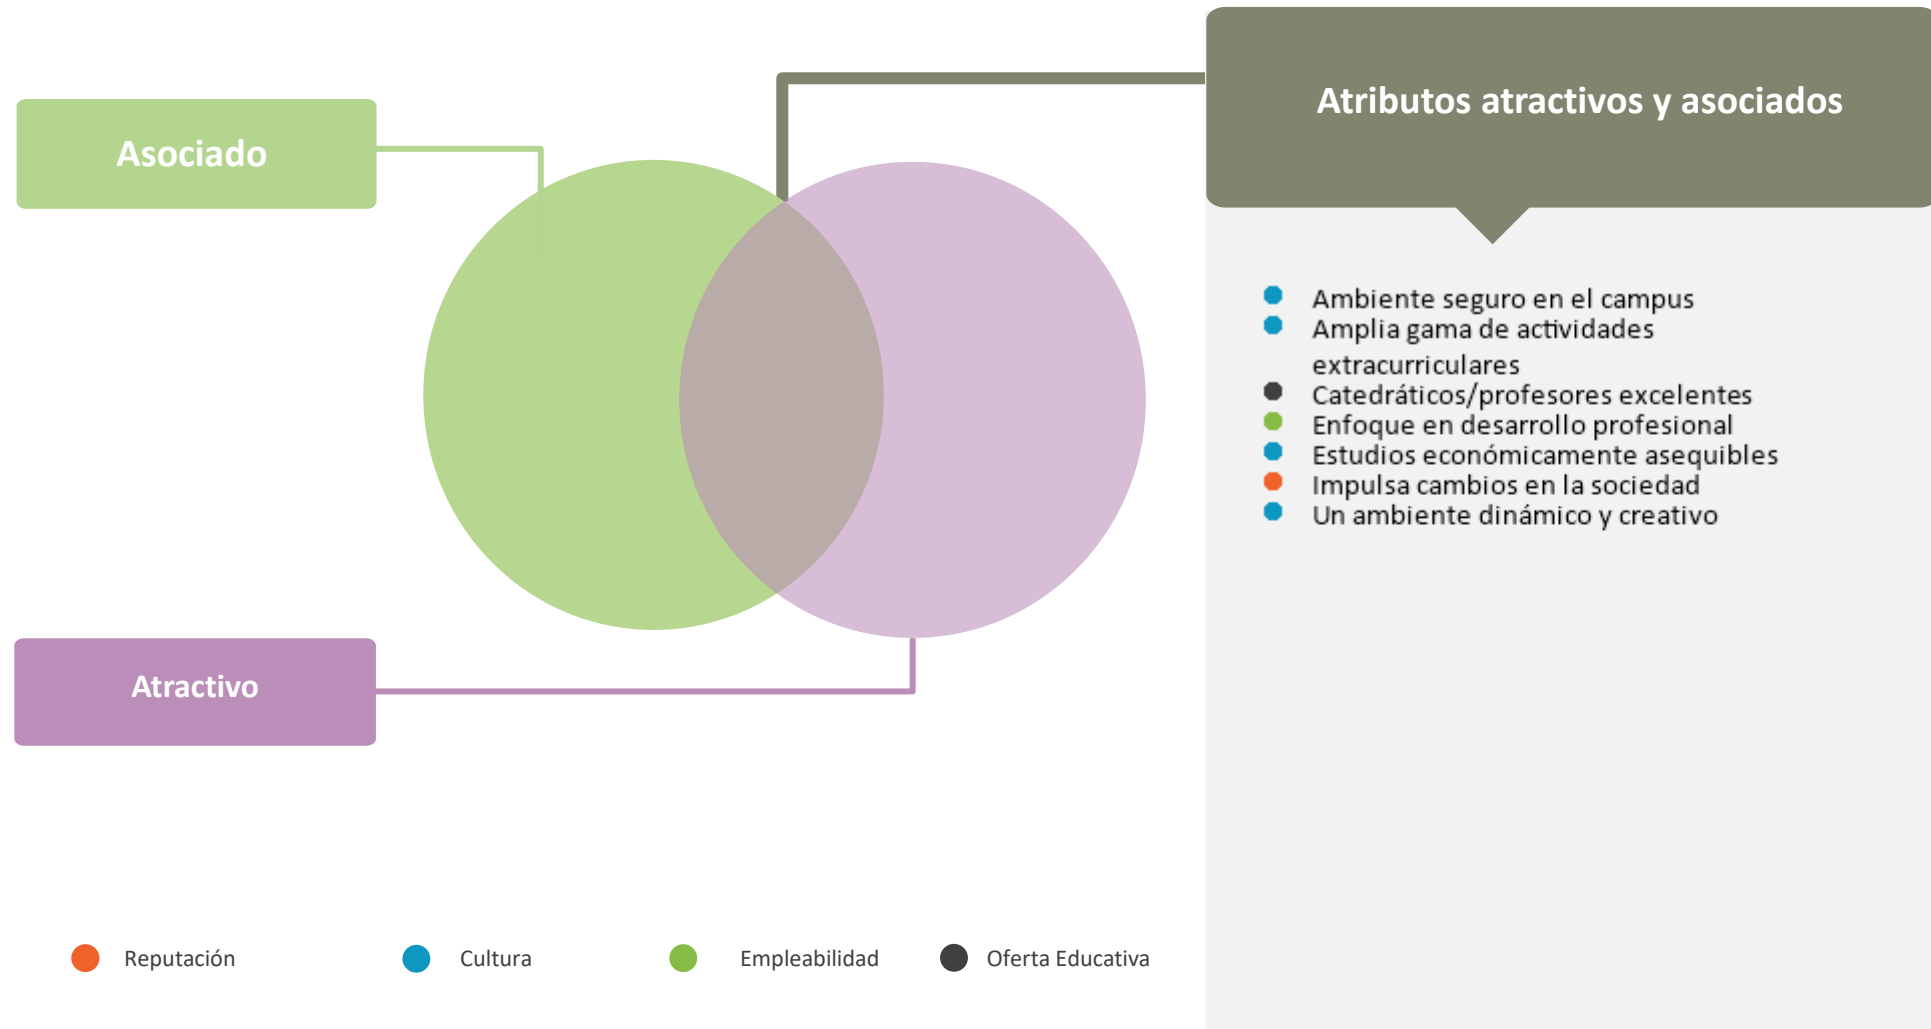 Asociado
Atractivo
Atributos atractivos y asociados
Ambiente seguro en el campus
Amplia gama de actividades
extracurriculares
Catedráticos/profesores excelentes
Enfoque en desarrollo profesional
Estudios económicamente asequibles
Impulsa cambios en la sociedad
Un ambiente dinámico y creativo
Reputación
Cultura
Empleabilidad
Oferta Educativa